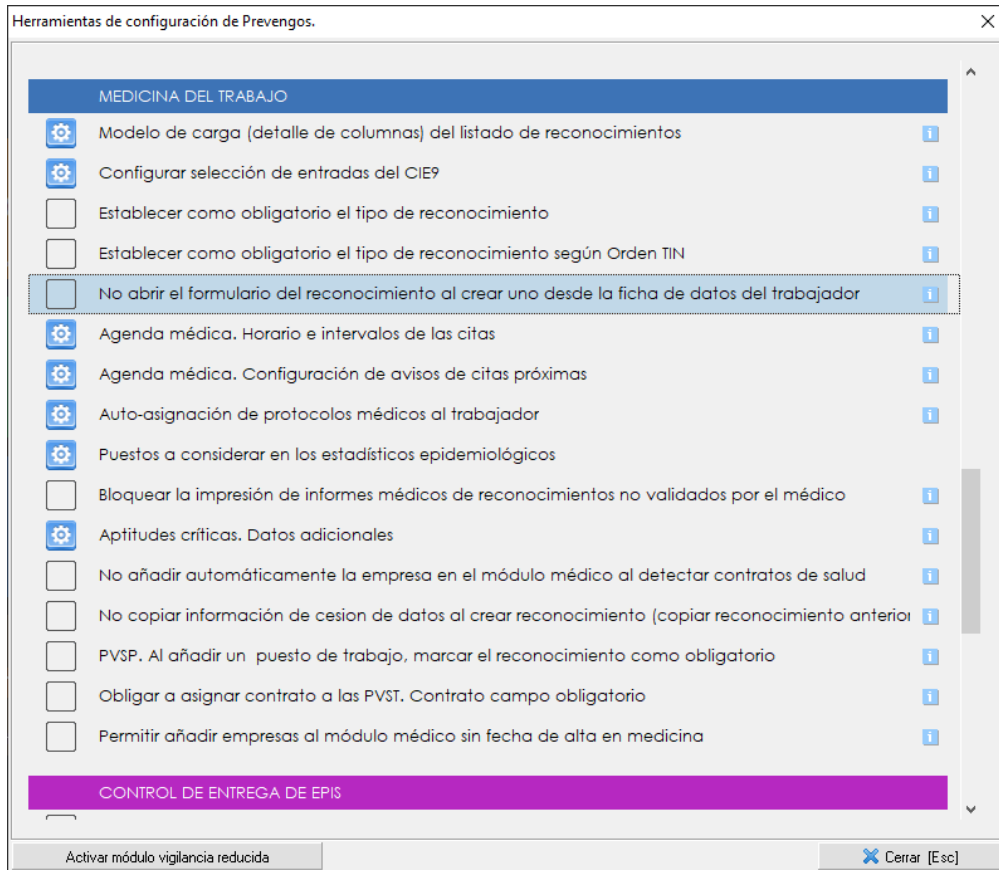 Herramientas de configuración de Prevengos.
MEDICINA DEL TRABAJO
Modelo de carga (detalle de columnas) del listado de reconocimientos
Configurar selección de entradas del CIE9
Establecer como obligatorio el tipo de reconocimiento
Establecer como obligatorio el tipo de reconocimiento según Orden TIN
No abrir el formulario del reconocimiento al crear uno desde la ficha de datos del trabajador
Agenda médica. Horario e intervalos de las citas
Agenda médica. Configuración de avisos de citas próximas
Auto-asignación de protocolos médicos al trabajador
Puestos a considerar en los estadísticos epidemiológicos
Bloquear la impresión de informes médicos de reconocimientos no validados por el médico
Aptitudes críticas. Datos adicionales
No añadir automáticamente la empresa en el módulo médico al detectar contratos de salud
No copiar información de cesion de datos al crear reconocimiento (copiar reconocimiento anterior
PVSP. Al añadir un puesto de trabajo, marcar el reconocimiento como obligatorio
Obligar a asignar contrato a las PVST. Contrato campo obligatorio
Permitir añadir empresas al módulo médico sin fecha de alta en medicina
CONTROL DE ENTREGA DE EPIS
Activar módulo vigilancia reducida
Cerrar [Esc]